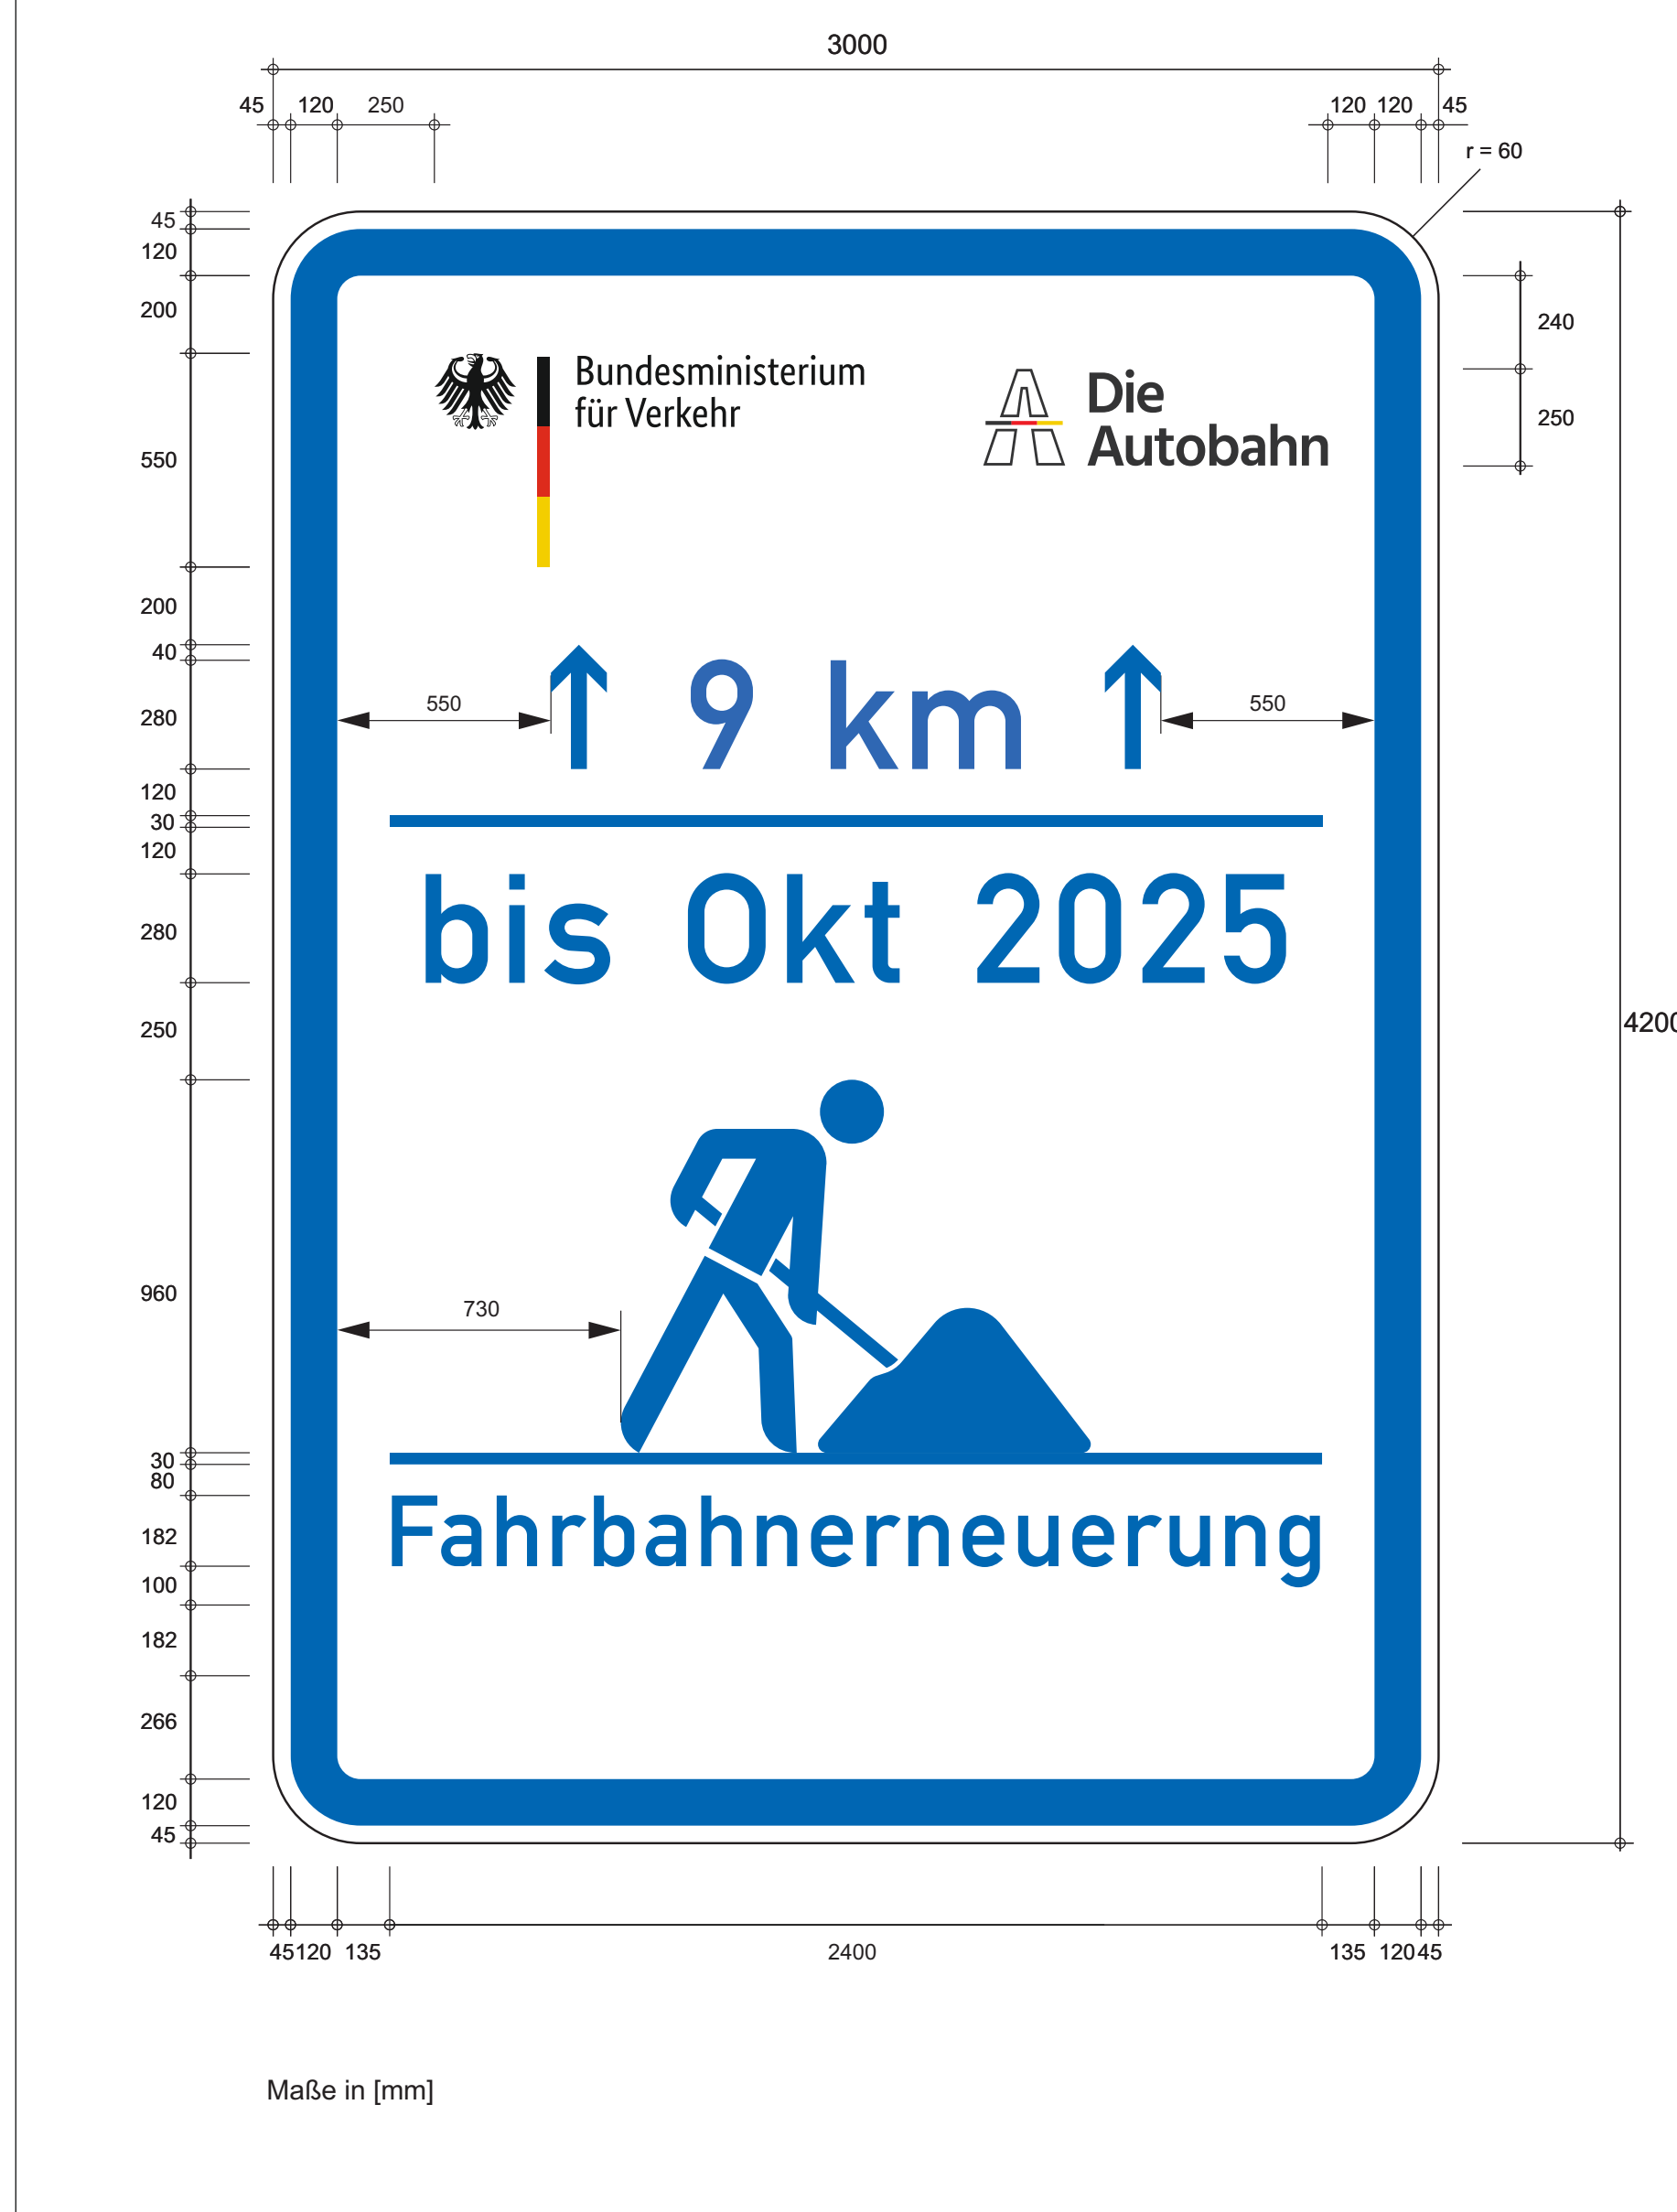 3000
45 120 250 120 120 45
r = 60
45
120
200
240
250
550
Bundesministerium
für Verkehr
Die
Autobahn
200
40
280
550 9 km 550
120
30
120
280
bis Okt 2025
250
4200
960
730
30
80
182
Fahrbahnerneuerung
100
182
266
120
45
45 120 135 2400 135 120 45
Maße in [mm]